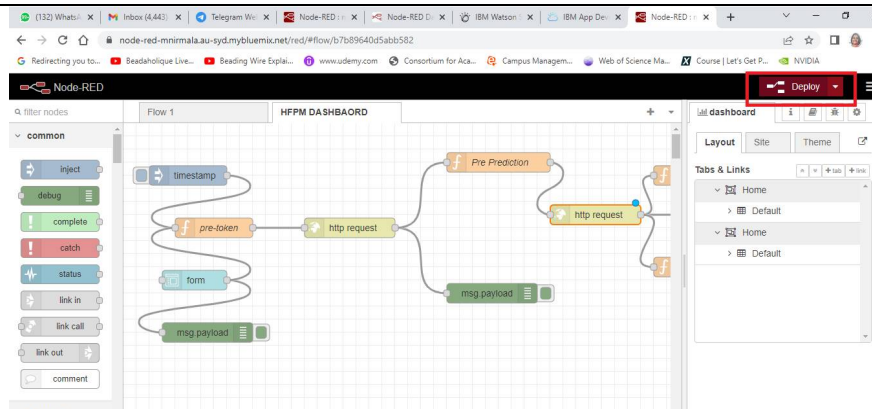 (132) WhatsA
Inbox (4,443)
Telegram We
Node-RED : n
Node-RED D
IBM Watson S
IBM App Dev
Node-RED : n
node-red-mnirmala.au-syd.mybluemix.net/red/#flow/b7b89640d5abb582
Redirecting you to...
Beadaholique Live...
Beading Wire Explai...
www.udemy.com
Consortium for Aca...
Campus Managem...
Web of Science Ma...
Course | Let's Get P...
NVIDIA
Node-RED
Deploy
filter nodes
Flow 1
HFPM DASHBAORD
dashboard
common
Layout
Site
Theme
inject
debug
complete
catch
status
link in
link call
link out
comment
timestamp
pre-token
http request
form
msg.payload
Pre Prediction
http request
msg.payload
Tabs & Links
tab
link
Home
Default
Home
Default